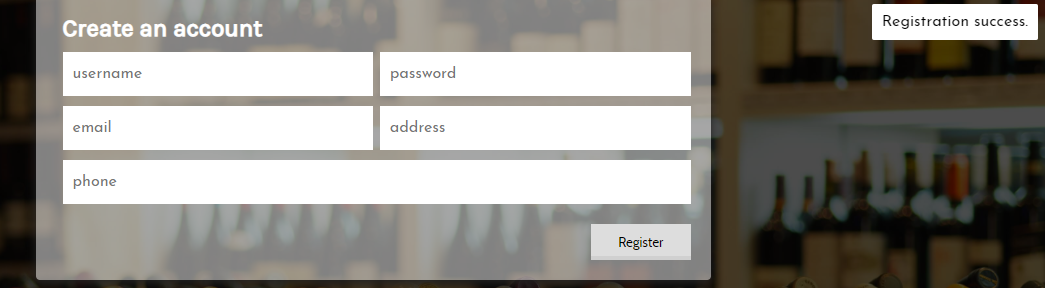 Create an account
Registration success.
username
password
email
address
phone
Register